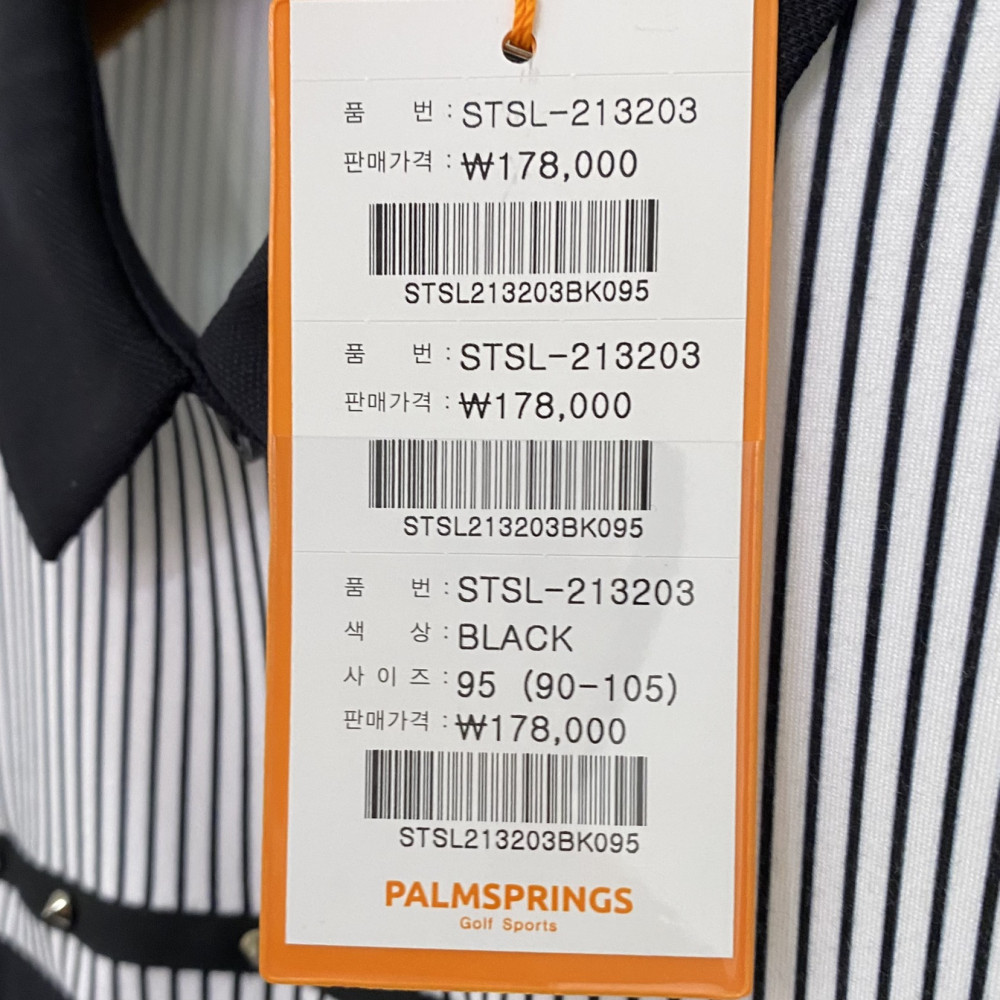 품 번 : STSL-213203
판매가격 : ₩178,000
STSL213203BK095
품 번 : STSL-213203
판매가격 : ₩178,000
STSL213203BK095
품 번 : STSL-213203
색 상 : BLACK
사 이 즈 : 95 (90-105)
판매가격 : ₩178,000
STSL213203BK095
PALMSPRINGS
Golf Sports